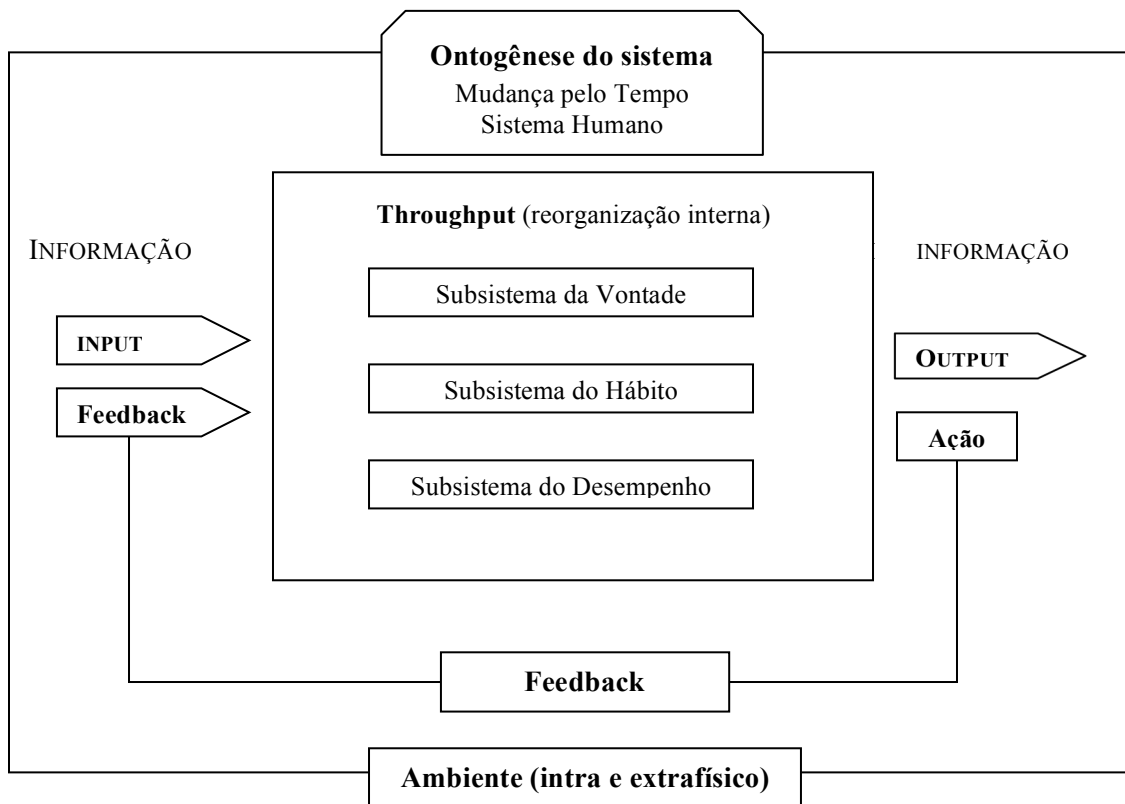 Ontogênese do sistema
Mudança pelo Tempo
Sistema Humano
Throughput (reorganização interna)
INFORMAÇÃO
INFORMAÇÃO
Subsistema da Vontade
INPUT
OUTPUT
Subsistema do Hábito
Feedback
Ação
Subsistema do Desempenho
Feedback
Ambiente (intra e extrafísico)